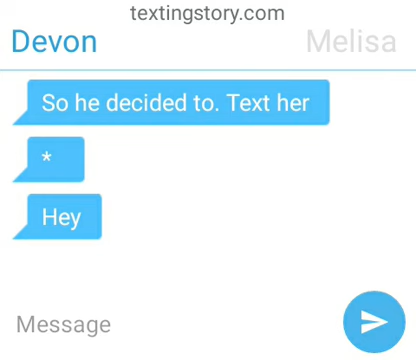 textingstory.com
Devon Melisa
So he decided to. Text her
*
Hey
Message